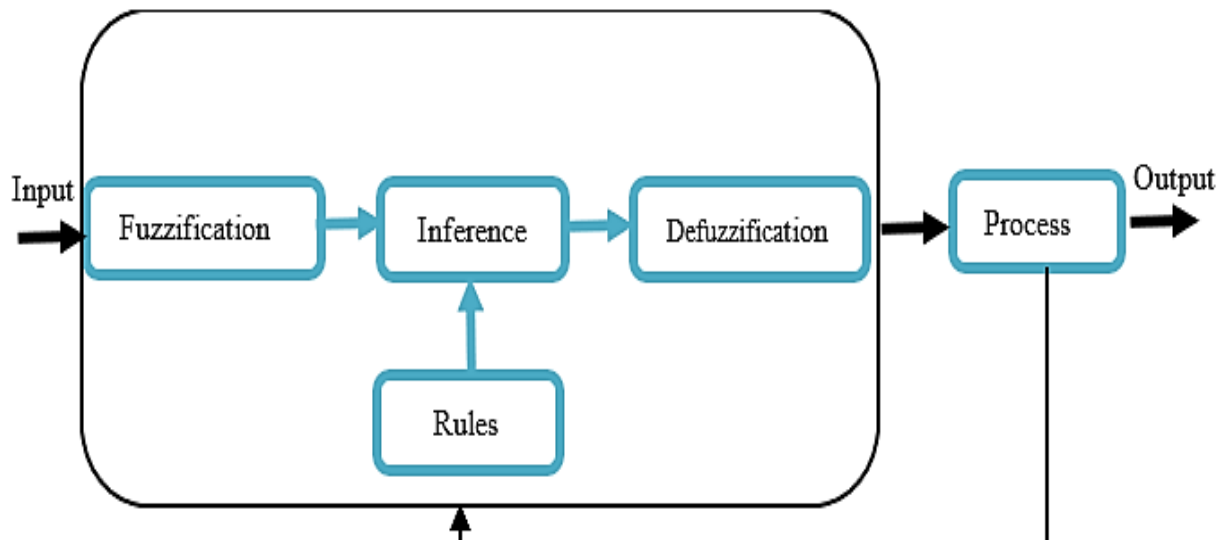 Input
Fuzzification
Inference
Defuzzification
Process
Output
Rules